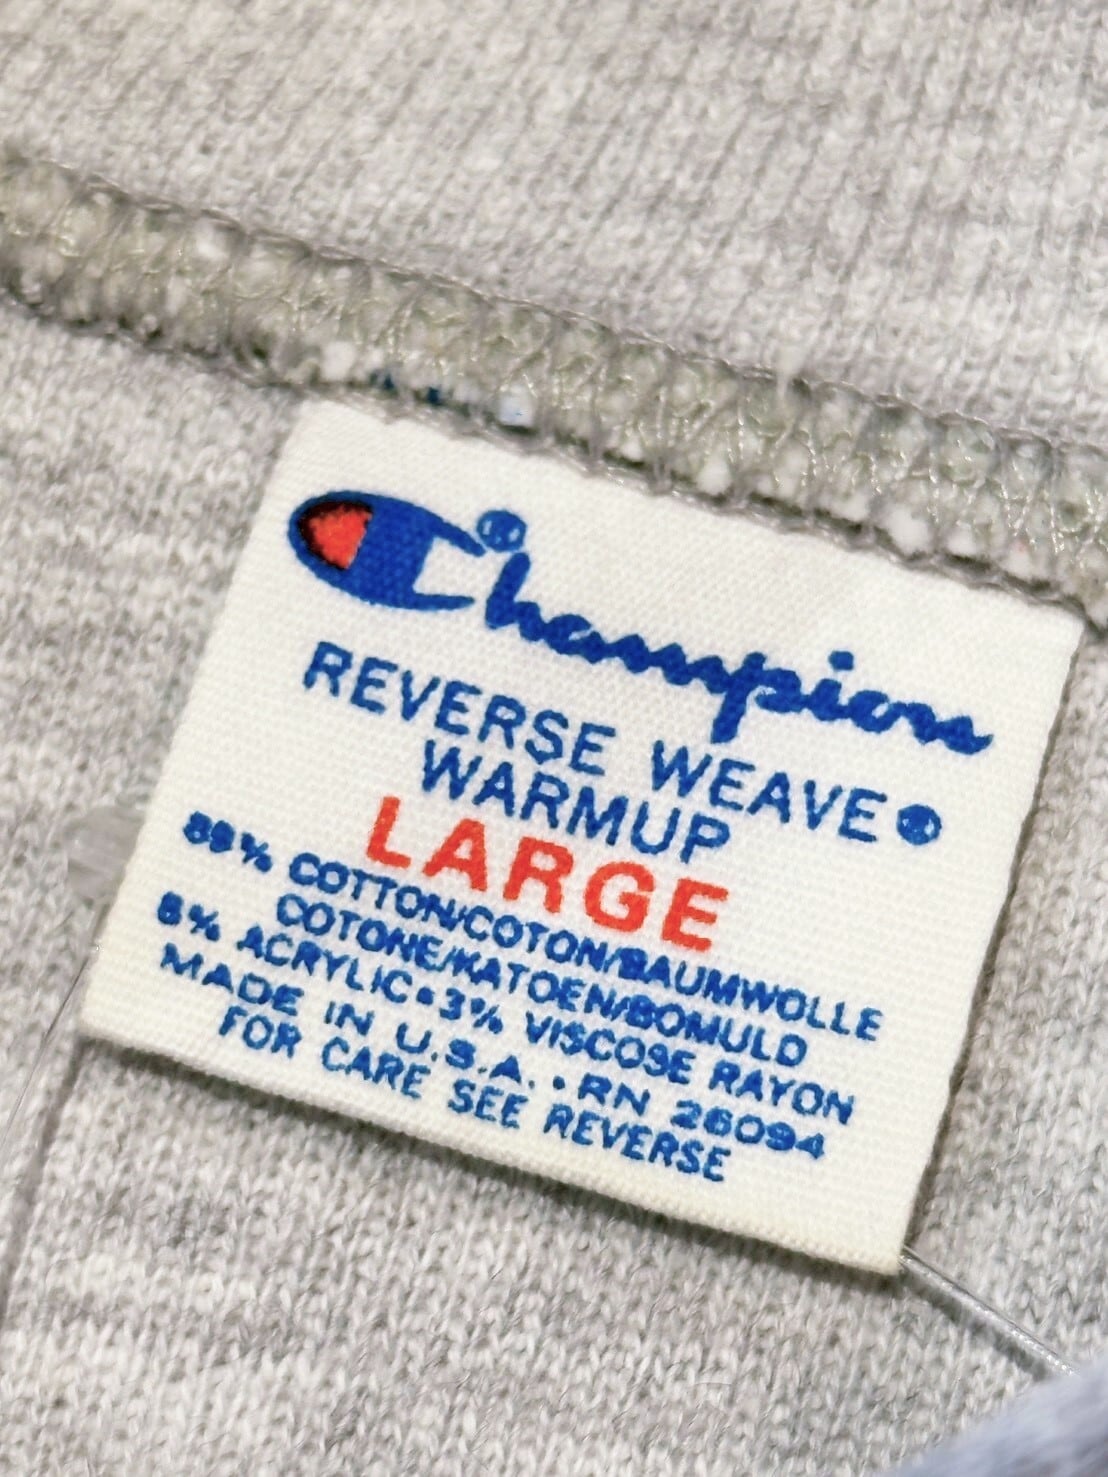 Champion®
REVERSE WEAVE®
WARMUP
LARGE
89% COTTON/COTON/BAUMWOLLE
COTONE/KATOEN/BOMULD
8% ACRYLIC•3% VISCOSE RAYON
MADE IN U.S.A.•RN 26094
FOR CARE SEE REVERSE